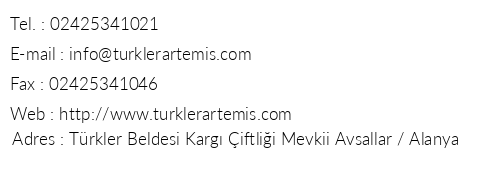 Tel. : 02425341021
E-mail : info@turklerartemis.com
Fax : 02425341046
Web : http://www.turklerartemis.com
Adres : Türkler Beldesi Kargı Çiftliği Mevkii Avsallar / Alanya